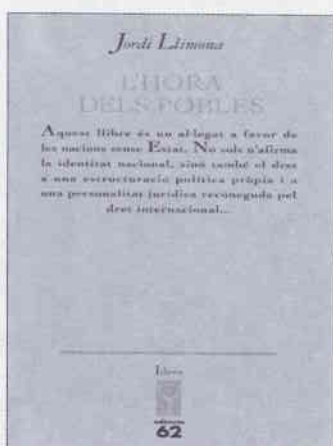 Jordi Llimona
L'HORA
DELS POBLES
Aquest llibre és un al·legat a favor de
les nacions sense Estat. No sols n'afirma
la identitat nacional, sinó també el dret
a una estructuració política pròpia i a
una personalitat jurídica reconeguda pel
dret internacional...
Llibres
edicions
62